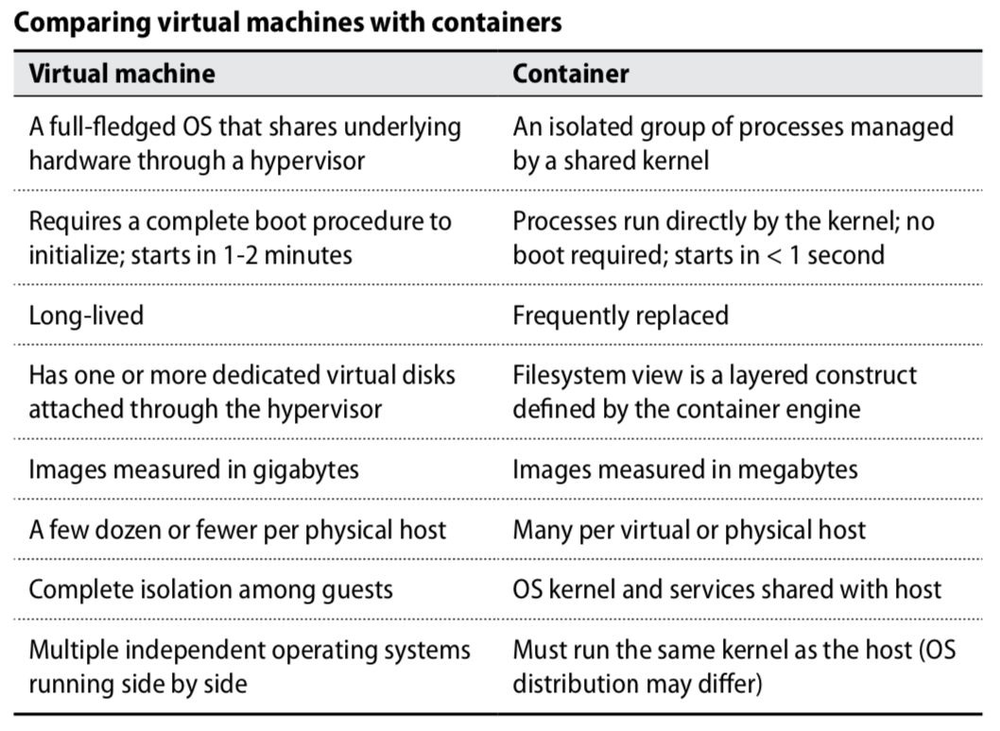 Comparing virtual machines with containers
Virtual machine
Container
A full-fledged OS that shares underlying
hardware through a hypervisor
An isolated group of processes managed
by a shared kernel
Requires a complete boot procedure to
initialize; starts in 1-2 minutes
Processes run directly by the kernel; no
boot required; starts in < 1 second
Long-lived
Frequently replaced
Has one or more dedicated virtual disks
attached through the hypervisor
Filesystem view is a layered construct
defined by the container engine
Images measured in gigabytes
Images measured in megabytes
A few dozen or fewer per physical host
Many per virtual or physical host
Complete isolation among guests
OS kernel and services shared with host
Multiple independent operating systems
running side by side
Must run the same kernel as the host (OS
distribution may differ)